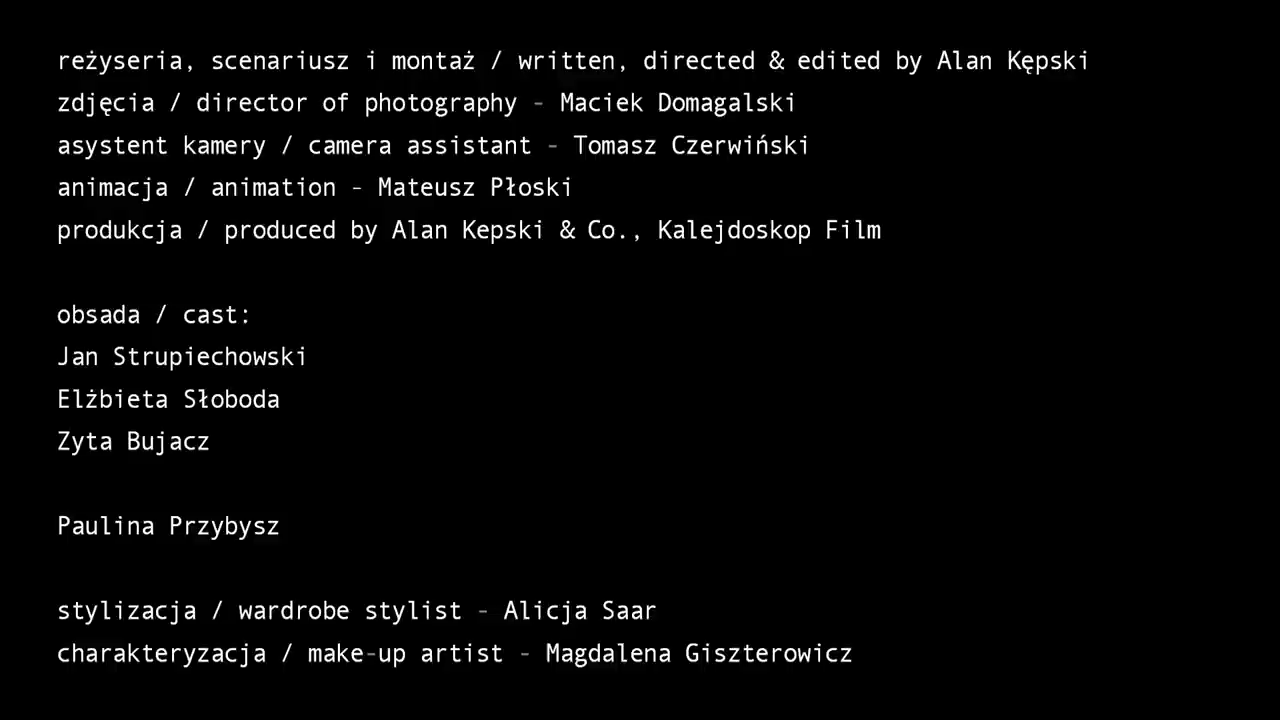 reżyseria, scenariusz i montaż / written, directed & edited by Alan Kępski
zdjęcia / director of photography - Maciek Domagalski
asystent kamery / camera assistant - Tomasz Czerwiński
animacja / animation - Mateusz Płoski
produkcja / produced by Alan Kepski & Co., Kalejdoskop Film
obsada / cast:
Jan Strupiechowski
Elżbieta Słoboda
Zyta Bujacz
Paulina Przybysz
stylizacja / wardrobe stylist - Alicja Saar
charakteryzacja / make-up artist - Magdalena Giszterowicz